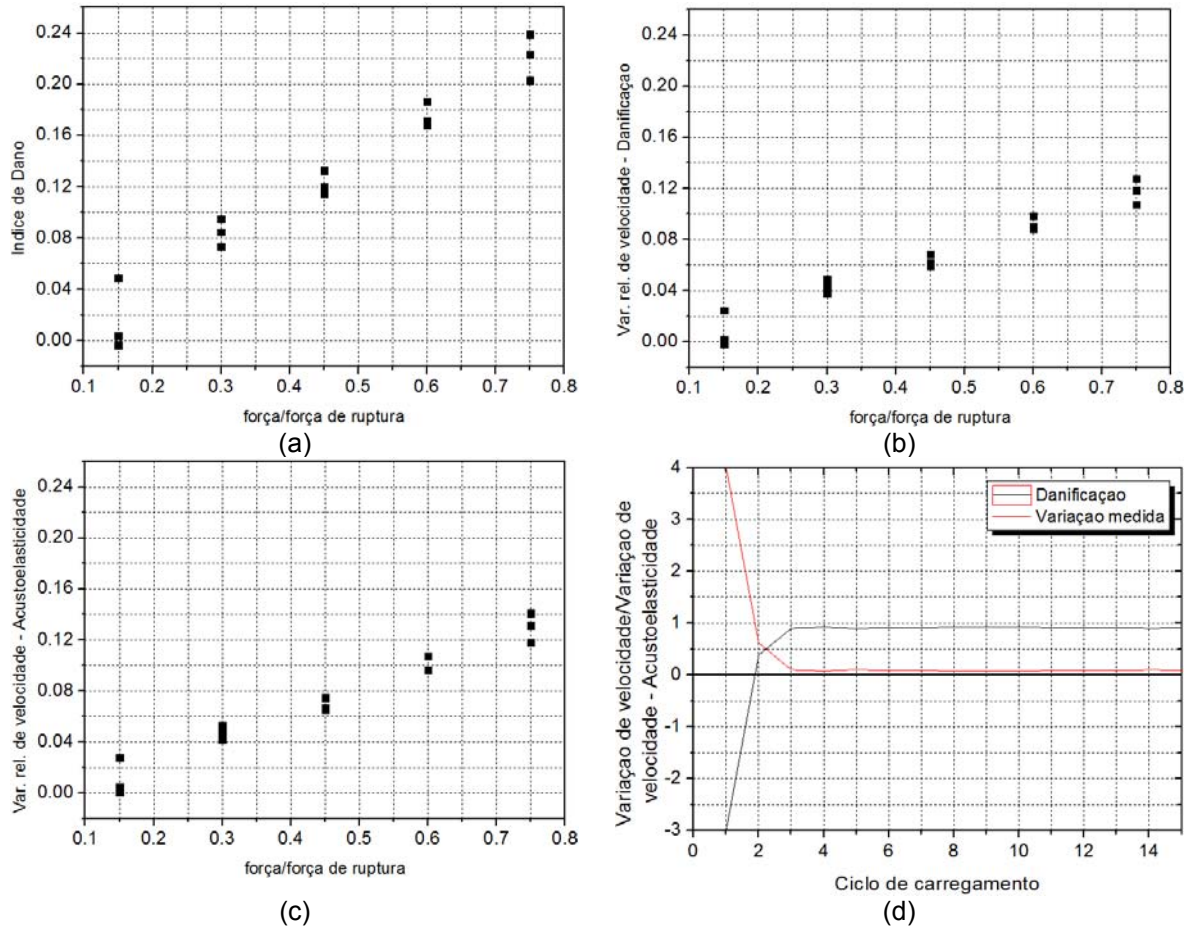 0.24
0.20
0.16
0.12
0.08
0.04
0.00
Indice de Dano
0.1 0.2 0.3 0.4 0.5 0.6 0.7 0.8
força/força de ruptura
(a)
0.24
0.20
0.16
0.12
0.08
0.04
0.00
Var. rel. de velocidade - Danificaçao
0.1 0.2 0.3 0.4 0.5 0.6 0.7 0.8
força/força de ruptura
(b)
0.24
0.20
0.16
0.12
0.08
0.04
0.00
Var. rel. de velocidade - Acustoelasticidade
0.1 0.2 0.3 0.4 0.5 0.6 0.7 0.8
força/força de ruptura
(c)
4
3
2
1
0
-1
-2
-3
Variaçao de velocidade/Variaçao de
velocidade - Acustoelasticidade
Danificaçao
Variaçao medida
0 2 4 6 8 10 12 14
Ciclo de carregamento
(d)